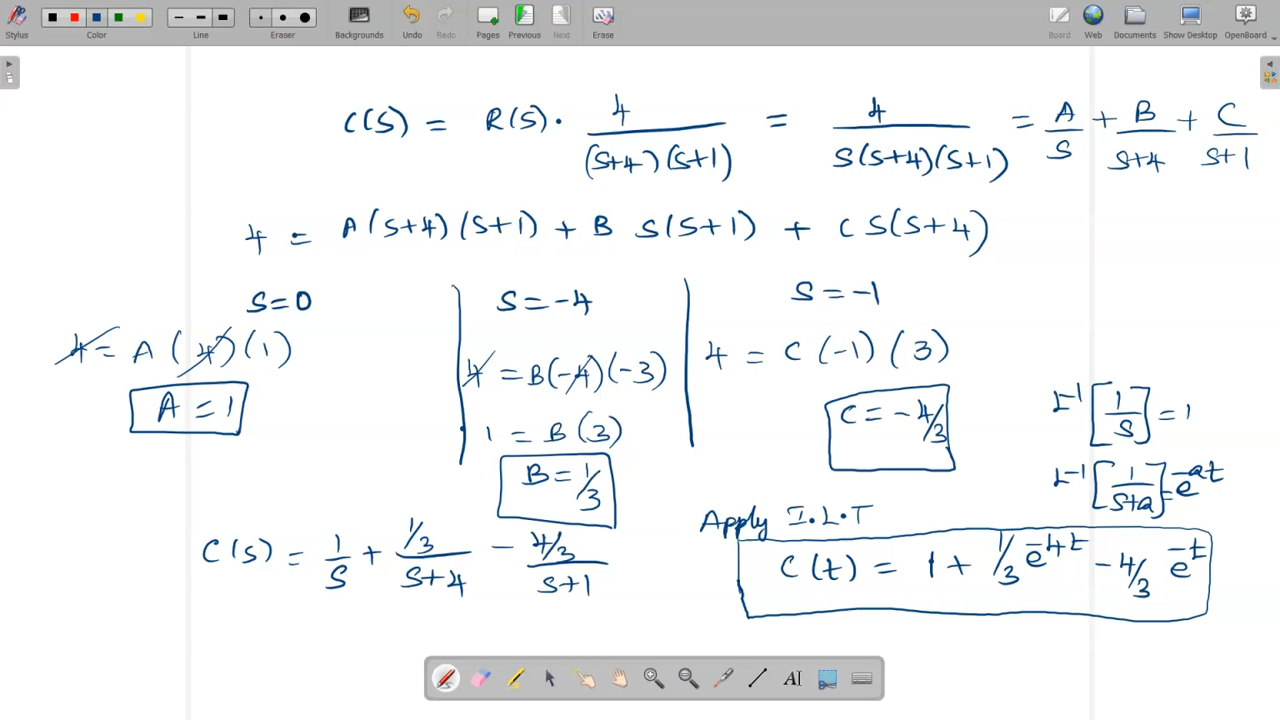 Stylus Color Line Eraser Backgrounds Undo Redo Pages Previous Next Erase Board Web Documents Show Desktop OpenBoard
C(S) = R(S) · 4/((S+4)(S+1)) = 4/(S(S+4)(S+1)) = A/S + B/(S+4) + C/(S+1)
4 = A(S+4)(S+1) + B S(S+1) + C S(S+4)
S=0
4 = A(4)(1)
A = 1
S = -4
4 = B(-4)(-3)
1 = B(3)
B = 1/3
S = -1
4 = C(-1)(3)
C = -4/3
L⁻¹[1/S] = 1
L⁻¹[1/(S+a)] = e^-at
C(S) = 1/S + (1/3)/(S+4) - (4/3)/(S+1)
Apply I.L.T
C(t) = 1 + 1/3 e^-4t - 4/3 e^-t
AI